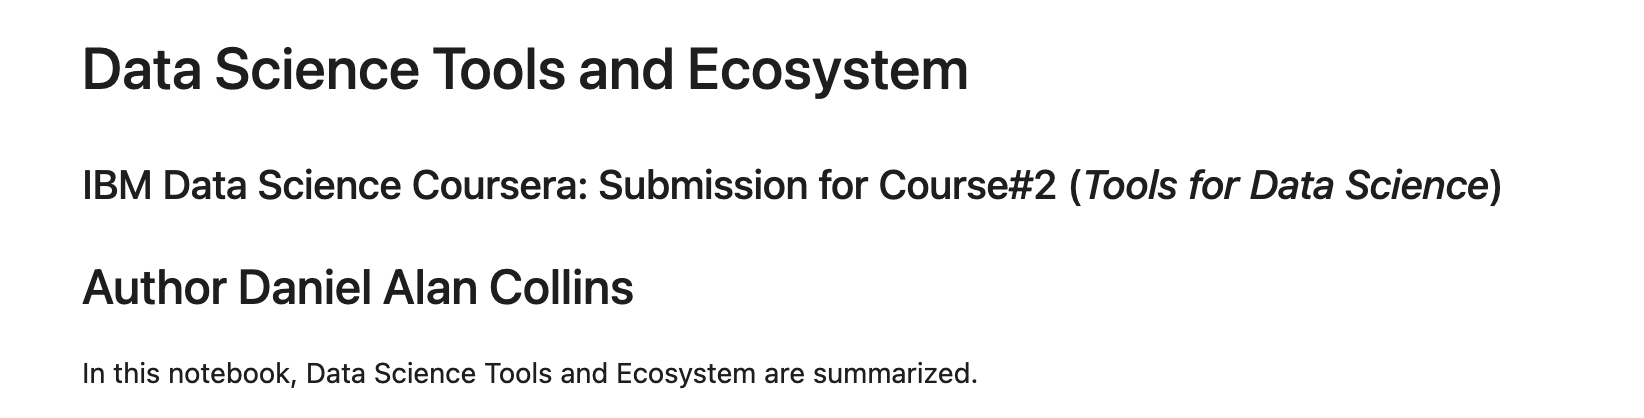 Data Science Tools and Ecosystem
IBM Data Science Coursera: Submission for Course#2 (Tools for Data Science)
Author Daniel Alan Collins
In this notebook, Data Science Tools and Ecosystem are summarized.